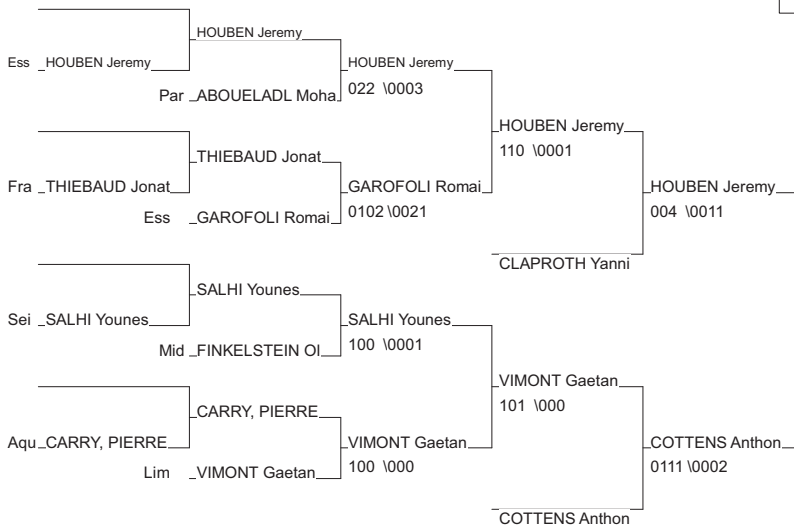 HOUBEN Jeremy
Ess HOUBEN Jeremy HOUBEN Jeremy
Par ABOUELADL Moha 022 \0003
HOUBEN Jeremy
110 \0001
THIEBAUD Jonat
Fra THIEBAUD Jonat GAROFOLI Romai HOUBEN Jeremy
Ess GAROFOLI Romai 0102 \0021 004 \0011
CLAPROTH Yanni
SALHI Younes
Sei SALHI Younes SALHI Younes
Mid FINKELSTEIN Ol 100 \0001
VIMONT Gaetan
101 \000
CARRY, PIERRE
Aqu CARRY, PIERRE VIMONT Gaetan COTTENS Anthon
Lim VIMONT Gaetan 100 \000 0111 \0002
COTTENS Anthon